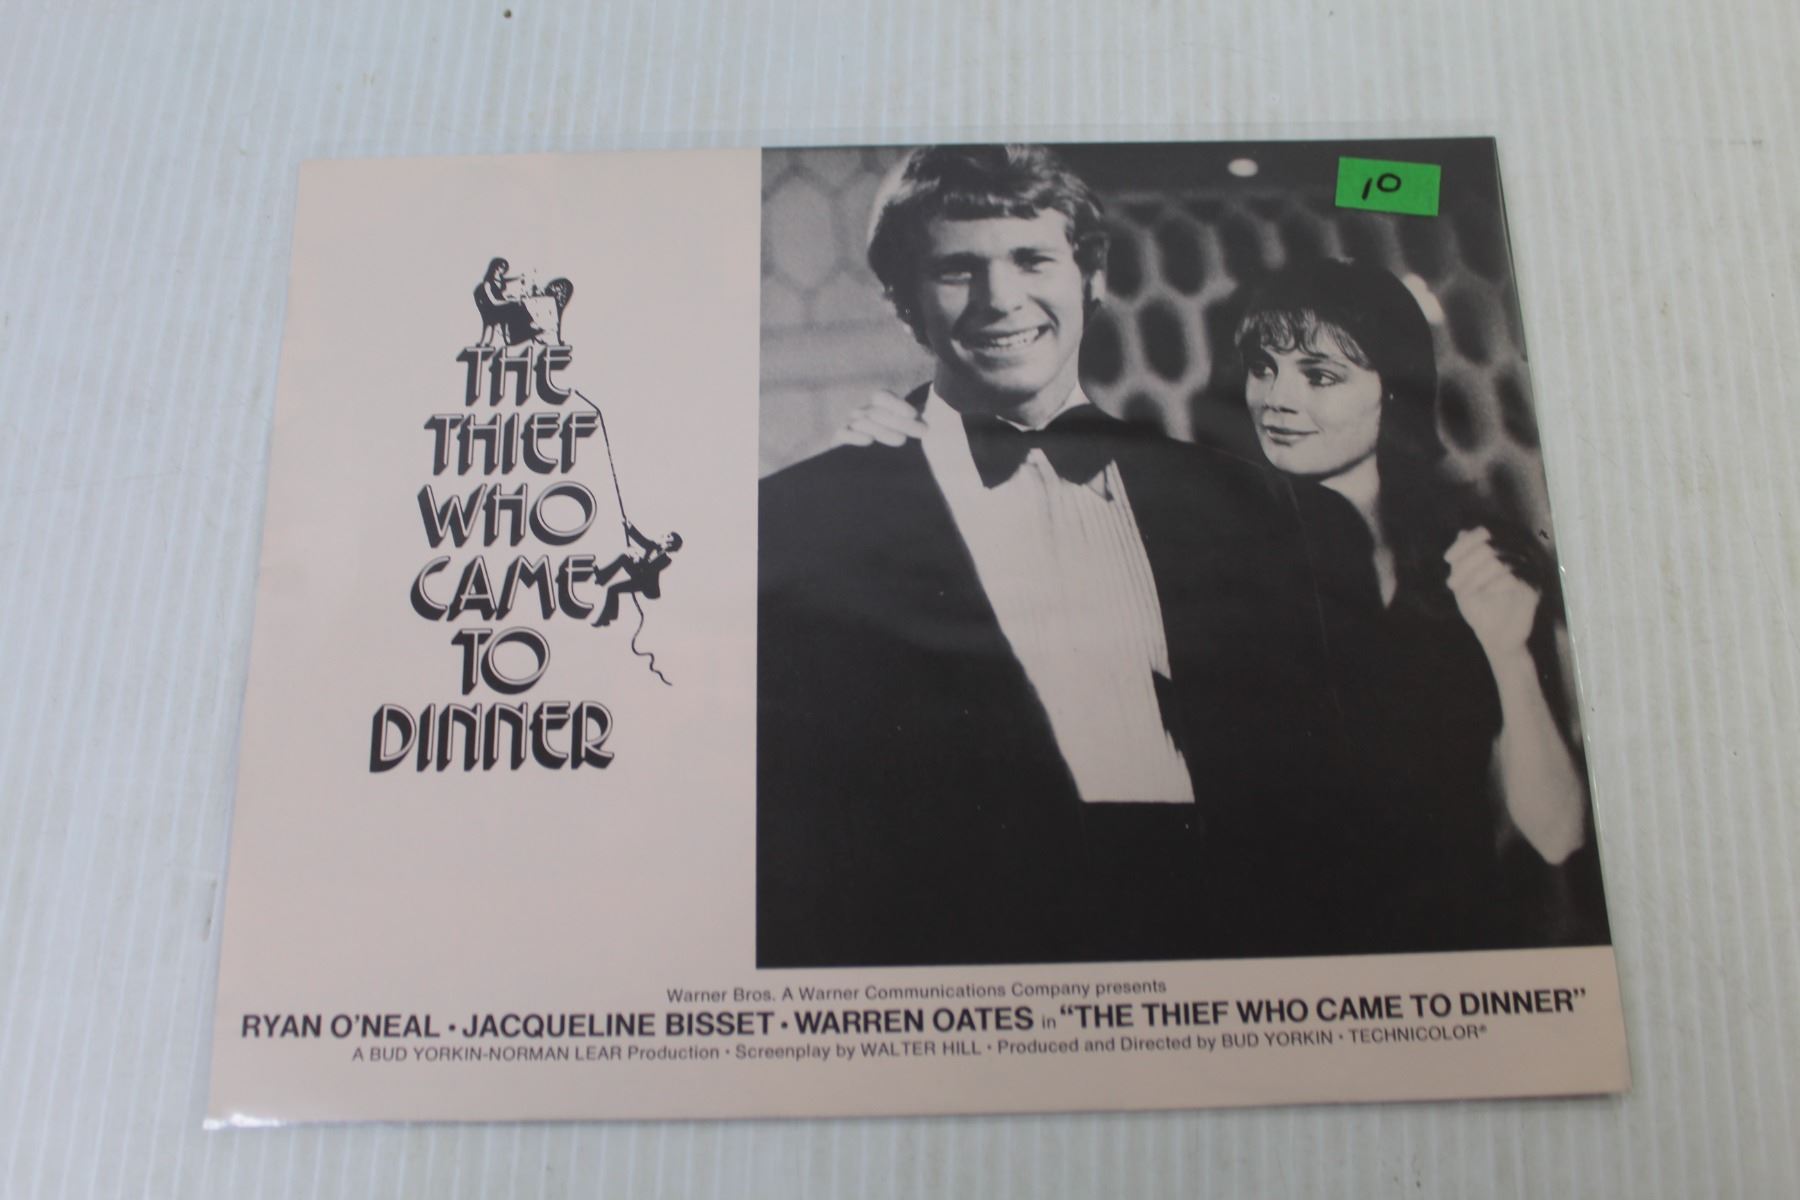 10
THE
THIEF
WHO
CAME
TO
DINNER
Warner Bros. A Warner Communications Company presents
RYAN O'NEAL · JACQUELINE BISSET · WARREN OATES in “THE THIEF WHO CAME TO DINNER”
A BUD YORKIN-NORMAN LEAR Production · Screenplay by WALTER HILL · Produced and Directed by BUD YORKIN · TECHNICOLOR®